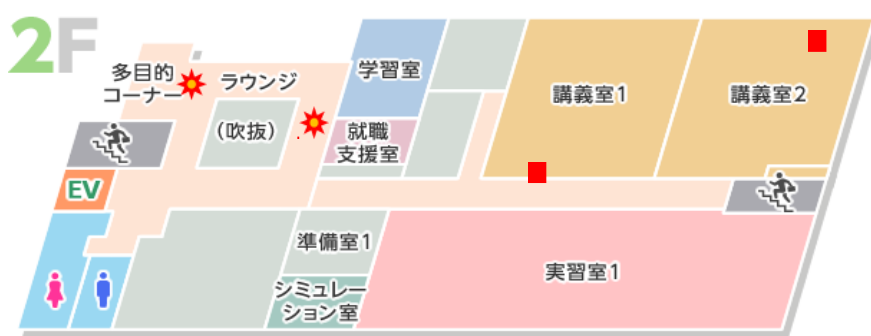 2F
多目的
コーナー
ラウンジ
(吹抜)
学習室
就職
支援室
講義室1
講義室2
EV
準備室1
シミュレー
ション室
実習室1